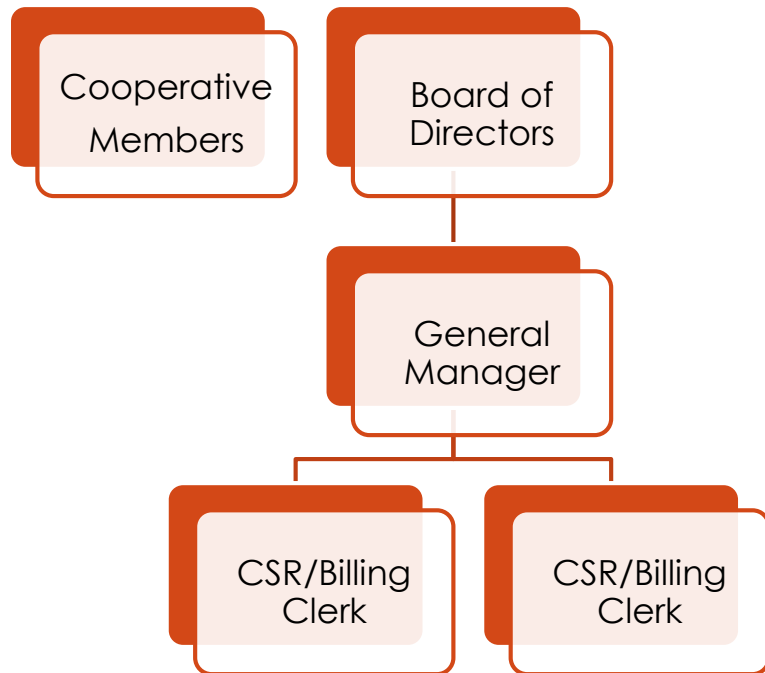 Cooperative
Members
Board of
Directors
General
Manager
CSR/Billing
Clerk
CSR/Billing
Clerk